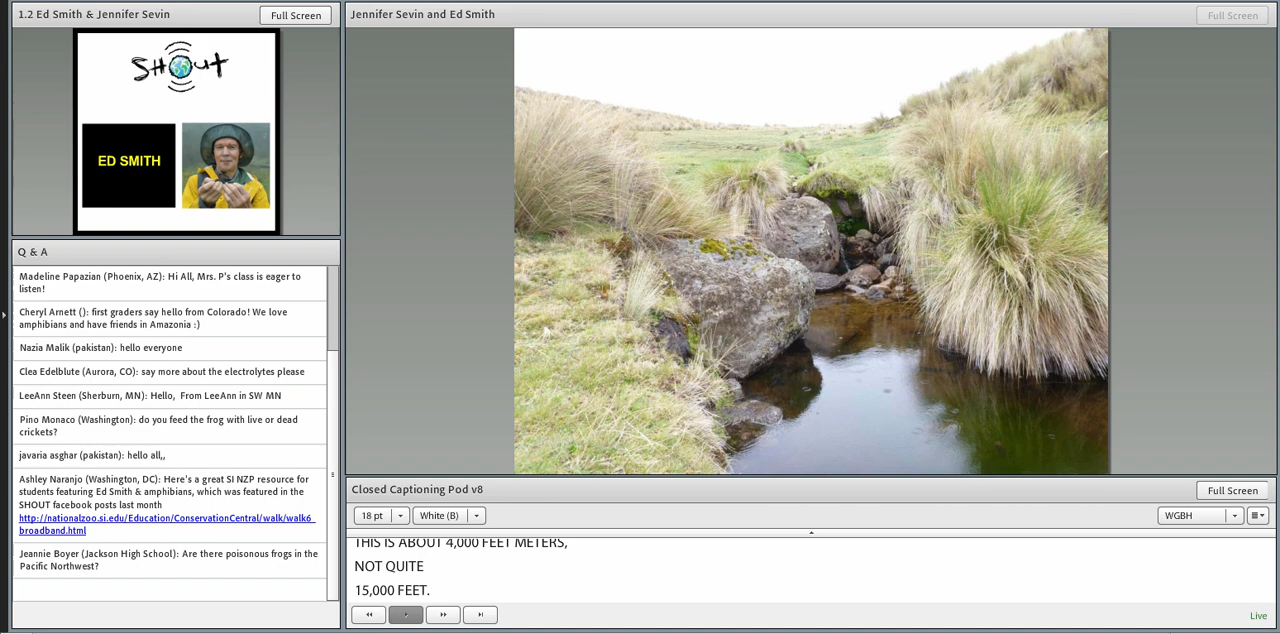 1.2 Ed Smith & Jennifer Sevin
Full Screen
SHOUT
ED SMITH
Q & A
Madeline Papazian (Phoenix, AZ): Hi All, Mrs. P's class is eager to
listen!
Cheryl Arnett (): first graders say hello from Colorado! We love
amphibians and have friends in Amazonia :)
Nazia Malik (pakistan): hello everyone
Clea Edelblute (Aurora, CO): say more about the electrolytes please
LeeAnn Steen (Sherburn, MN): Hello, From LeeAnn in SW MN
Pino Monaco (Washington): do you feed the frog with live or dead
crickets?
javaria asghar (pakistan): hello all,,
Ashley Naranjo (Washington, DC): Here's a great SI NZP resource for
students featuring Ed Smith & amphibians, which was featured in the
SHOUT facebook posts last month
http://nationalzoo.si.edu/Education/ConservationCentral/walk/walk6_
broadband.html
Jeannie Boyer (Jackson High School): Are there poisonous frogs in the
Pacific Northwest?
Jennifer Sevin and Ed Smith
Full Screen
Closed Captioning Pod v8
Full Screen
18 pt
White (B)
WGBH
THIS IS ABOUT 4,000 FEET METERS,
NOT QUITE
15,000 FEET.
Live